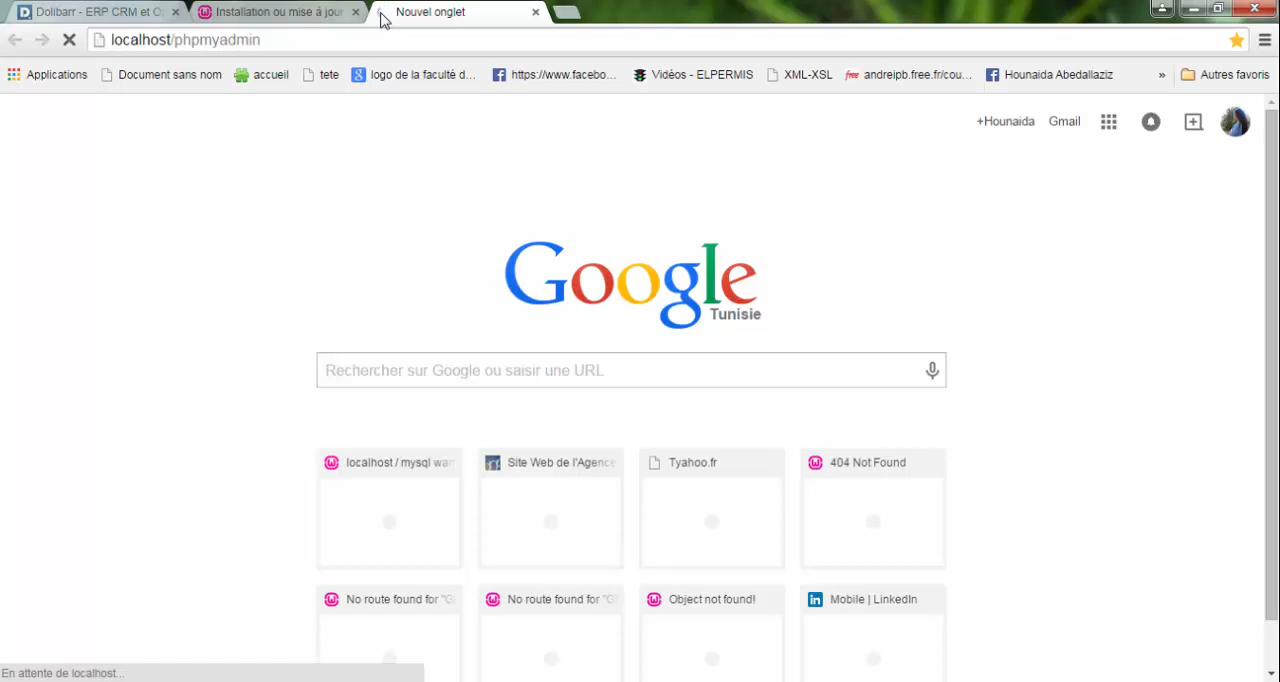 Dolibarr - ERP CRM et O
Installation ou mise à jour
Nouvel onglet
localhost/phpmyadmin
Applications
Document sans nom
accueil
tete
logo de la faculté d...
https://www.facebo...
Vidéos - ELPERMIS
XML-XSL
free andreipb.free.fr/cou...
Hounaida Abedallaziz
»
Autres favoris
+Hounaida
Gmail
Google
Tunisie
Rechercher sur Google ou saisir une URL
localhost / mysql wam
Site Web de l'Agence
Tyahoo.fr
404 Not Found
No route found for "G
No route found for "G
Object not found!
Mobile | LinkedIn
En attente de localhost...